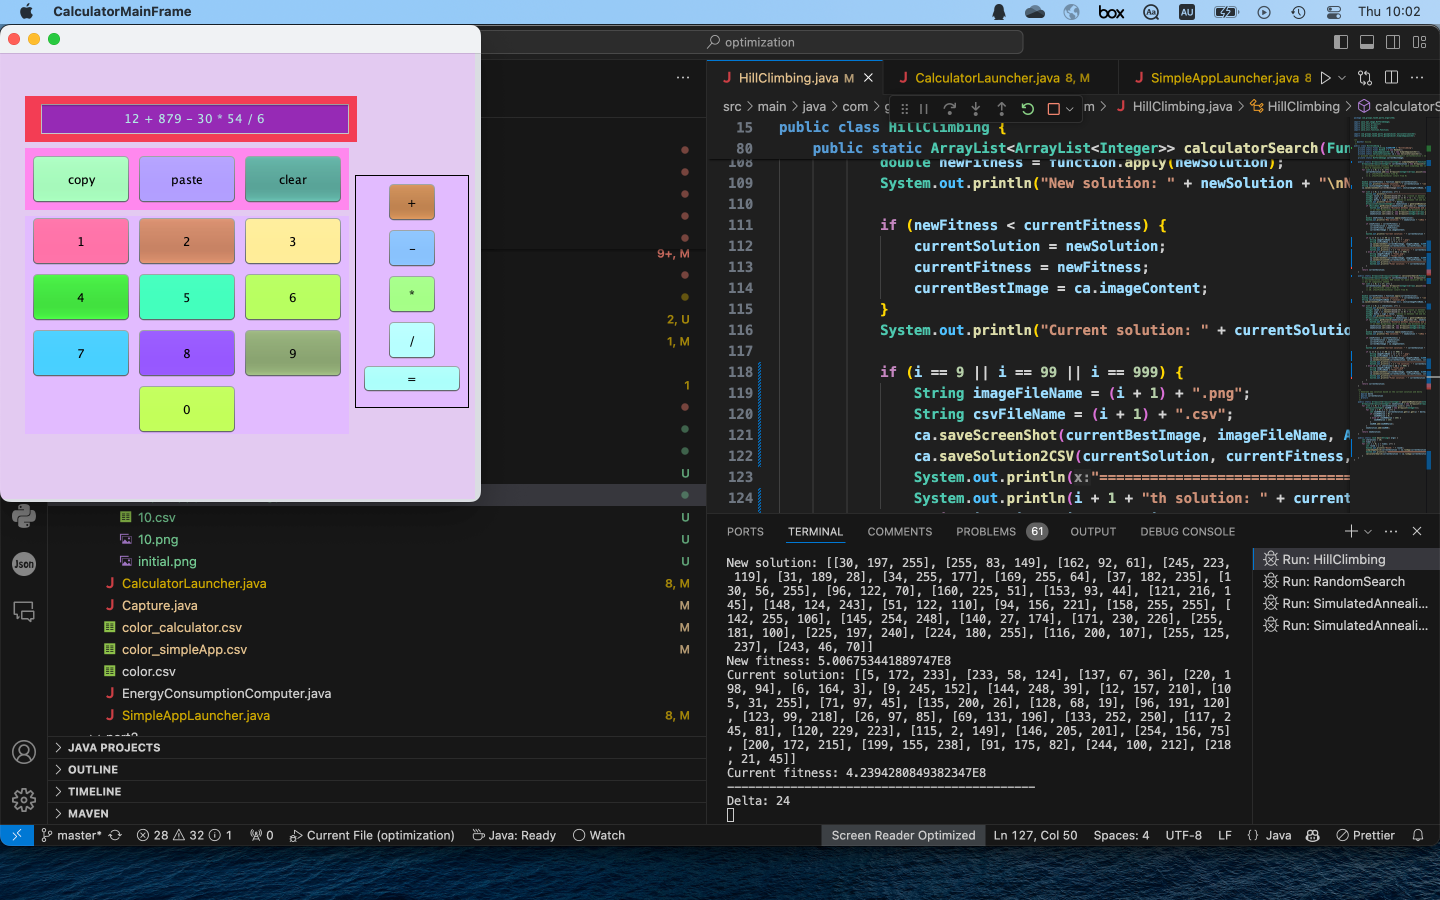 CalculatorMainFrame
box
Aa
AU
Thu 10:02
optimization
12 + 879 – 30 * 54 / 6
copy
paste
clear
1
2
3
4
5
6
7
8
9
0
+
–
*
/
=
9+, M
2, U
1, M
1
U
U
10.csv U
10.png U
initial.png U
CalculatorLauncher.java 8, M
Capture.java M
color_calculator.csv M
color_simpleApp.csv M
color.csv
EnergyConsumptionComputer.java
SimpleAppLauncher.java 8, M
JAVA PROJECTS
OUTLINE
TIMELINE
MAVEN
Json
HillClimbing.java M
CalculatorLauncher.java 8, M
SimpleAppLauncher.java 8
src > main > java > com > g
m > HillClimbing.java > HillClimbing > calculatorS
15 public class HillClimbing {
80 public static ArrayList<ArrayList<Integer>> calculatorSearch(Fun
108 double newFitness = function.apply(newSolution);
109 System.out.println("New solution: " + newSolution + "\nN
110
111 if (newFitness < currentFitness) {
112 currentSolution = newSolution;
113 currentFitness = newFitness;
114 currentBestImage = ca.imageContent;
115 }
116 System.out.println("Current solution: " + currentSolutio
117
118 if (i == 9 || i == 99 || i == 999) {
119 String imageFileName = (i + 1) + ".png";
120 String csvFileName = (i + 1) + ".csv";
121 ca.saveScreenShot(currentBestImage, imageFileName, A
122 ca.saveSolution2CSV(currentSolution, currentFitness,
123 System.out.println(x:"==============================
124 System.out.println(i + 1 + "th solution: " + current
PORTS
TERMINAL
COMMENTS
PROBLEMS 61
OUTPUT
DEBUG CONSOLE
New solution: [[30, 197, 255], [255, 83, 149], [162, 92, 61], [245, 223,
119], [31, 189, 28], [34, 255, 177], [169, 255, 64], [37, 182, 235], [1
30, 56, 255], [96, 122, 70], [160, 225, 51], [153, 93, 44], [121, 216, 1
45], [148, 124, 243], [51, 122, 110], [94, 156, 221], [158, 255, 255], [
142, 255, 106], [145, 254, 248], [140, 27, 174], [171, 230, 226], [255,
181, 100], [225, 197, 240], [224, 180, 255], [116, 200, 107], [255, 125,
237], [243, 46, 70]]
New fitness: 5.006753441889747E8
Current solution: [[5, 172, 233], [233, 58, 124], [137, 67, 36], [220, 1
98, 94], [6, 164, 3], [9, 245, 152], [144, 248, 39], [12, 157, 210], [10
5, 31, 255], [71, 97, 45], [135, 200, 26], [128, 68, 19], [96, 191, 120]
, [123, 99, 218], [26, 97, 85], [69, 131, 196], [133, 252, 250], [117, 2
45, 81], [120, 229, 223], [115, 2, 149], [146, 205, 201], [254, 156, 75]
, [200, 172, 215], [199, 155, 238], [91, 175, 82], [244, 100, 212], [218
, 21, 45]]
Current fitness: 4.2394280849382347E8
--------------------------------------------
Delta: 24
Run: HillClimbing
Run: RandomSearch
Run: SimulatedAnneali...
Run: SimulatedAnneali...
master*
28 32 1
0
Current File (optimization)
Java: Ready
Watch
Screen Reader Optimized
Ln 127, Col 50
Spaces: 4
UTF-8
LF
{ } Java
Prettier